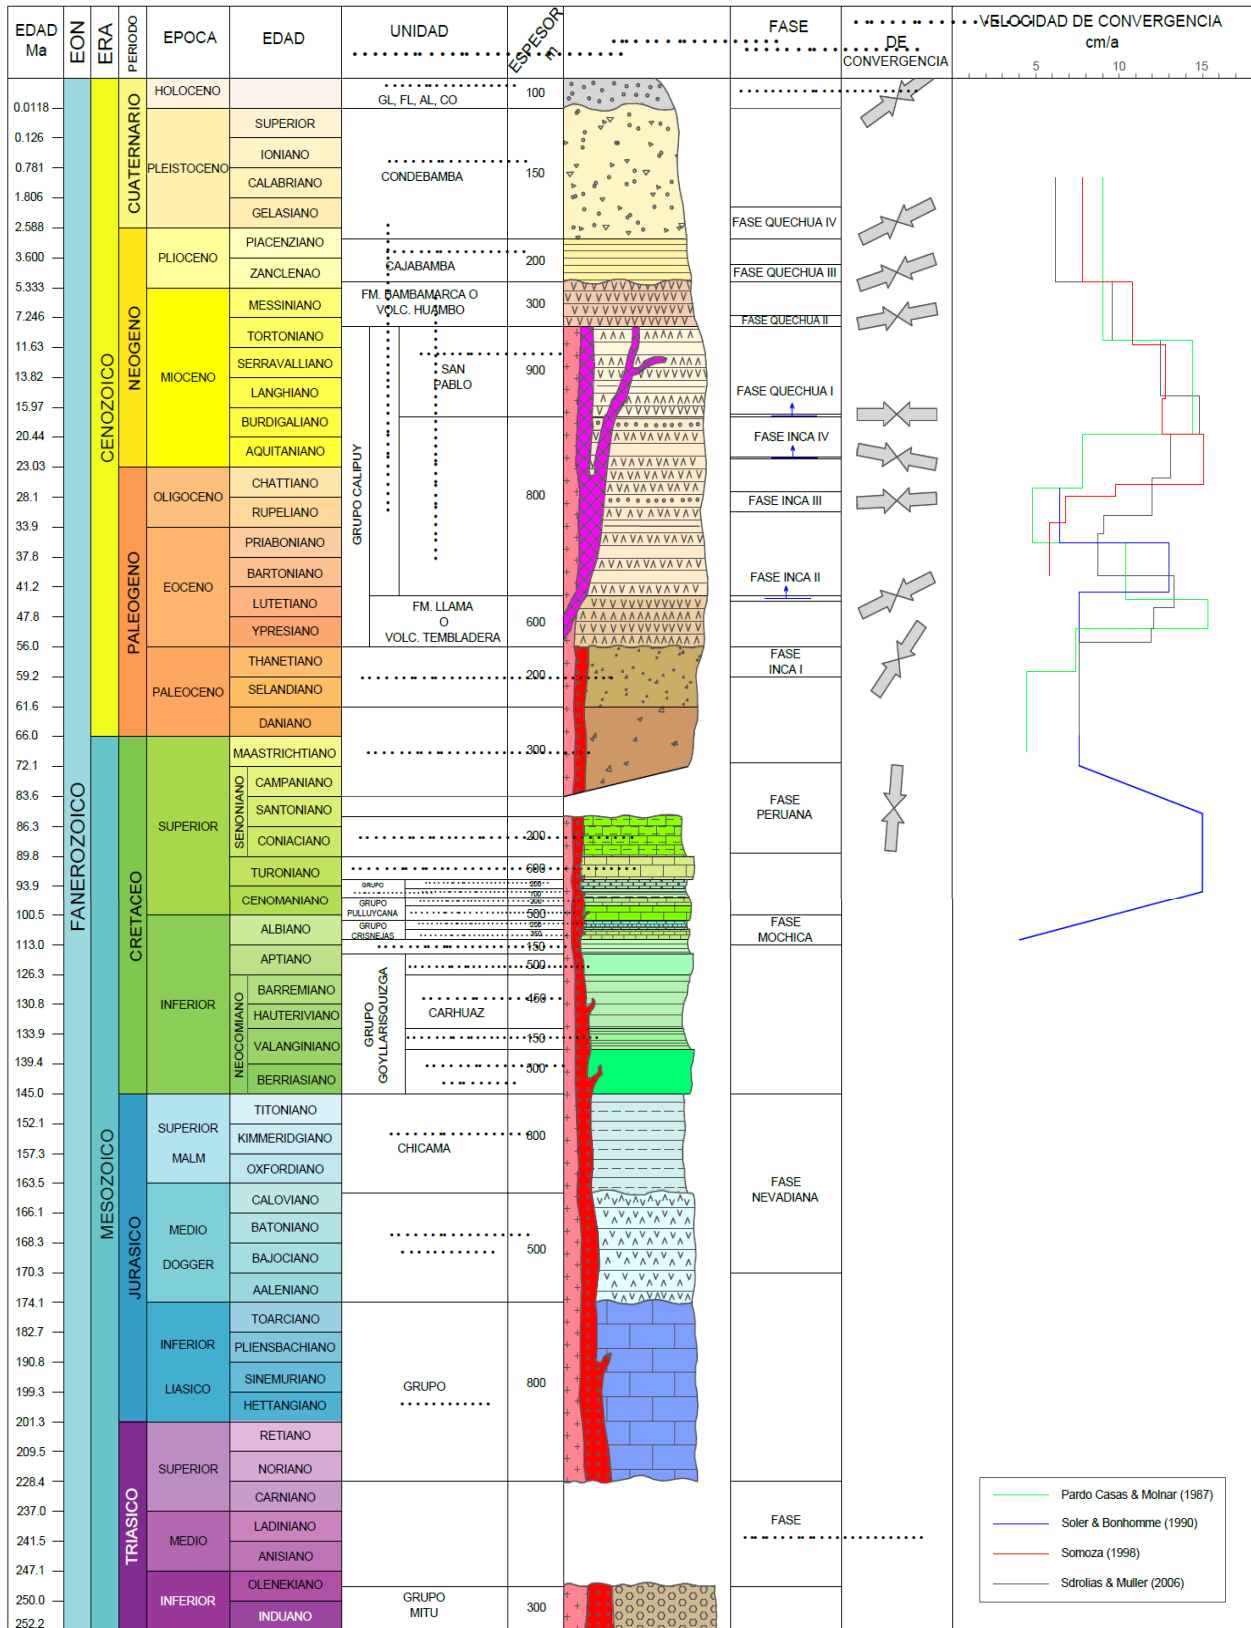 EDAD
Ma
EON
ERA
PERIODO
EPOCA
EDAD
UNIDAD
ESPESOR
m
FASE
DE
CONVERGENCIA
VELOCIDAD DE CONVERGENCIA
cm/a
5
10
15
0.0118
0.126
0.781
1.806
2.588
3.600
5.333
7.246
11.63
13.82
15.97
20.44
23.03
28.1
33.9
37.8
41.2
47.8
56.0
59.2
61.6
66.0
72.1
83.6
86.3
89.8
93.9
100.5
113.0
126.3
130.8
133.9
139.4
145.0
152.1
157.3
163.5
166.1
168.3
170.3
174.1
182.7
190.8
199.3
201.3
209.5
228.4
237.0
241.5
247.1
250.0
252.2
FANEROZOICO
CENOZOICO
MESOZOICO
CUATERNARIO
NEOGENO
PALEOGENO
CRETACEO
JURASICO
TRIASICO
HOLOCENO
PLEISTOCENO
PLIOCENO
MIOCENO
OLIGOCENO
EOCENO
PALEOCENO
SUPERIOR
INFERIOR
SUPERIOR
MALM
MEDIO
DOGGER
INFERIOR
LIASICO
SUPERIOR
MEDIO
INFERIOR
SUPERIOR
IONIANO
CALABRIANO
GELASIANO
PIACENZIANO
ZANCLENAO
MESSINIANO
TORTONIANO
SERRAVALLIANO
LANGHIANO
BURDIGALIANO
AQUITANIANO
CHATTIANO
RUPELIANO
PRIABONIANO
BARTONIANO
LUTETIANO
YPRESIANO
THANETIANO
SELANDIANO
DANIANO
MAASTRICHTIANO
SENONIANO
CAMPANIANO
SANTONIANO
CONIACIANO
TURONIANO
CENOMANIANO
ALBIANO
APTIANO
NEOCOMIANO
BARREMIANO
HAUTERIVIANO
VALANGINIANO
BERRIASIANO
TITONIANO
KIMMERIDGIANO
OXFORDIANO
CALOVIANO
BATONIANO
BAJOCIANO
AALENIANO
TOARCIANO
PLIENSBACHIANO
SINEMURIANO
HETTANGIANO
RETIANO
NORIANO
CARNIANO
LADINIANO
ANISIANO
OLENEKIANO
INDUANO
GL, FL, AL, CO
CONDEBAMBA
CAJABAMBA
FM. BAMBAMARCA O
VOLC. HUAMBO
GRUPO CALIPUY
SAN
PABLO
FM. LLAMA
O
VOLC. TEMBLADERA
GRUPO
GRUPO
PULLUYCANA
GRUPO
CRISNEJAS
GRUPO
GOYLLARISQUIZGA
CARHUAZ
CHICAMA
GRUPO
GRUPO
MITU
100
150
200
300
900
800
600
200
300
200
600
200
100
200
500
200
350
150
500
450
150
500
800
500
800
300
FASE QUECHUA IV
FASE QUECHUA III
FASE QUECHUA II
FASE QUECHUA I
FASE INCA IV
FASE INCA III
FASE INCA II
FASE
INCA I
FASE
PERUANA
FASE
MOCHICA
FASE
NEVADIANA
FASE
Pardo Casas & Molnar (1987)
Soler & Bonhomme (1990)
Somoza (1998)
Sdrolias & Muller (2006)